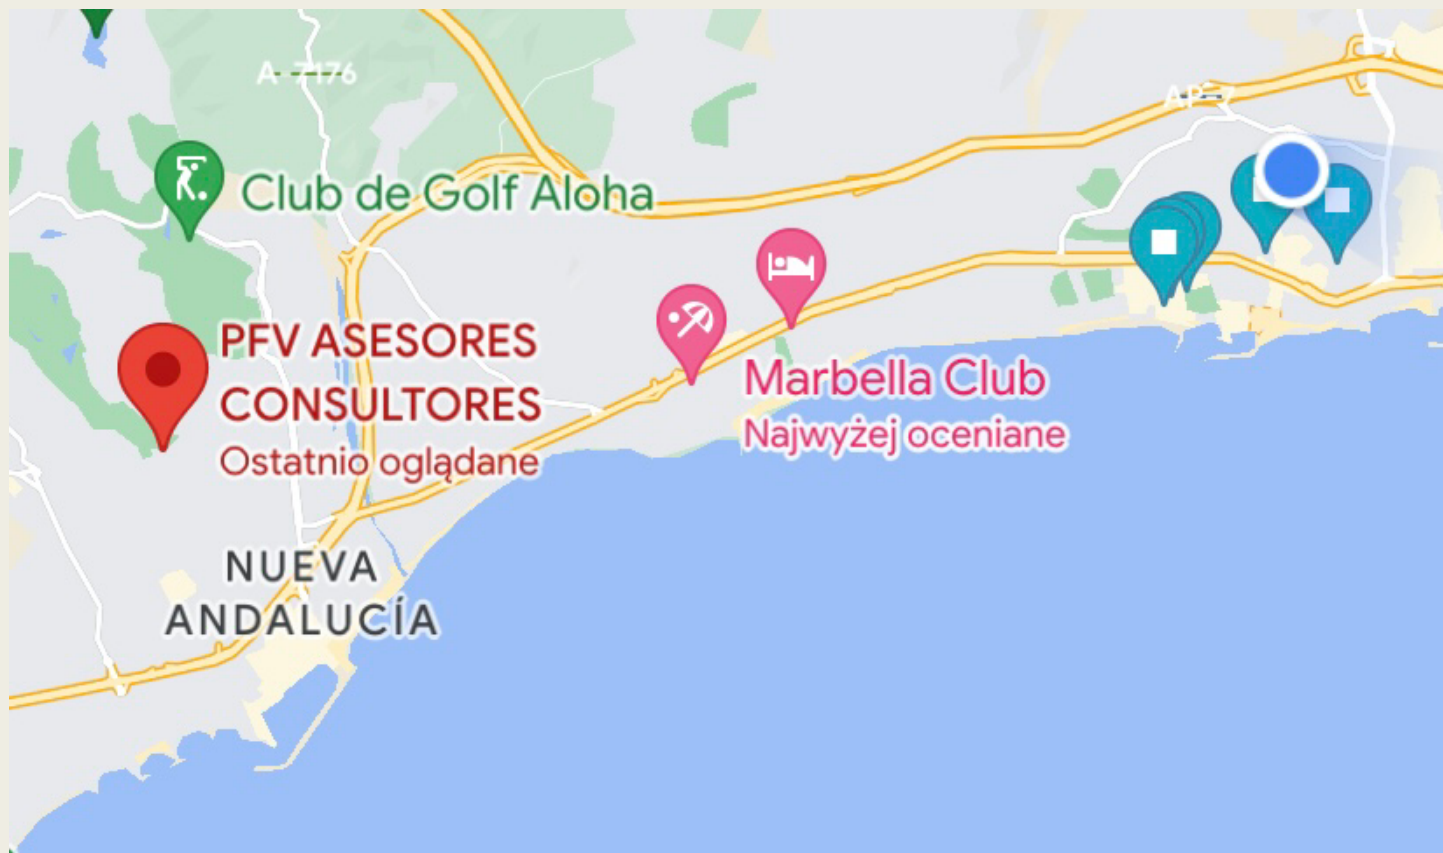 A-7176
AP-7
Club de Golf Aloha
PFV ASESORES
CONSULTORES
Ostatnio oglądane
Marbella Club
Najwyżej oceniane
NUEVA
ANDALUCÍA